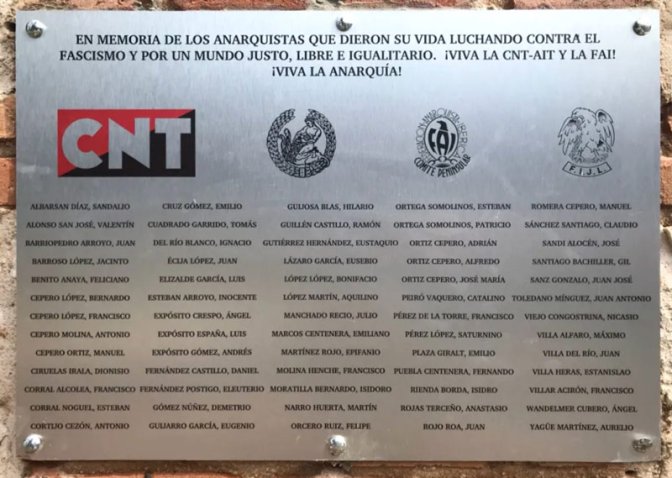 EN MEMORIA DE LOS ANARQUISTAS QUE DIERON SU VIDA LUCHANDO CONTRA EL
FASCISMO Y POR UN MUNDO JUSTO, LIBRE E IGUALITARIO. ¡VIVA LA CNT-AIT Y LA FAI!
¡VIVA LA ANARQUÍA!
CNT
FAI
COMITÉ PENINSULAR
F.I.J.L.
ALBARSAN DÍAZ, SANDALIO
ALONSO SAN JOSÉ, VALENTÍN
BARRIOPEDRO ARROYO, JUAN
BARROSO LÓPEZ, JACINTO
BENITO ANAYA, FELICIANO
CEPERO LÓPEZ, BERNARDO
CEPERO LÓPEZ, FRANCISCO
CEPERO MOLINA, ANTONIO
CEPERO ORTIZ, MANUEL
CIRUELAS IRALA, DIONISIO
CORRAL ALCOLEA, FRANCISCO
CORRAL NOGUEL, ESTEBAN
CORTIJO CEZÓN, ANTONIO
CRUZ GÓMEZ, EMILIO
CUADRADO GARRIDO, TOMÁS
DEL RÍO BLANCO, IGNACIO
ÉCIJA LÓPEZ, JUAN
ELIZALDE GARCÍA, LUIS
ESTEBAN ARROYO, INOCENTE
EXPÓSITO CRESPO, ÁNGEL
EXPÓSITO ESPAÑA, LUIS
EXPÓSITO GÓMEZ, ANDRÉS
FERNÁNDEZ CASTILLO, DANIEL
FERNÁNDEZ POSTIGO, ELEUTERIO
GÓMEZ NÚÑEZ, DEMETRIO
GUIJARRO GARCÍA, EUGENIO
GUIJOSA BLAS, HILARIO
GUILLÉN CASTILLO, RAMÓN
GUTIÉRREZ HERNÁNDEZ, EUSTAQUIO
LÁZARO GARCÍA, EUSEBIO
LÓPEZ LÓPEZ, BONIFACIO
LÓPEZ MARTÍN, AQUILINO
MANCHADO RECIO, JULIO
MARCOS CENTENERA, EMILIANO
MARTÍNEZ ROJO, EPIFANIO
MOLINA HENCHE, FRANCISCO
MORATILLA BERNARDO, ISIDORO
NARRO HUERTA, MARTÍN
ORCERO RUIZ, FELIPE
ORTEGA SOMOLINOS, ESTEBAN
ORTEGA SOMOLINOS, PATRICIO
ORTIZ CEPERO, ADRIÁN
ORTIZ CEPERO, ALFREDO
ORTIZ CEPERO, JOSÉ MARÍA
PEIRÓ VAQUERO, CATALINO
PÉREZ DE LA TORRE, FRANCISCO
PÉREZ LÓPEZ, SATURNINO
PLAZA GIRALT, EMILIO
PUEBLA CENTENERA, FERNANDO
RIENDA BORDA, ISIDRO
ROJAS TERCEÑO, ANASTASIO
ROJO ROA, JUAN
ROMERA CEPERO, MANUEL
SÁNCHEZ SANTIAGO, CLAUDIO
SANDI ALOCÉN, JOSÉ
SANTIAGO BACHILLER, GIL
SANZ GONZALO, JUAN JOSÉ
TOLEDANO MÍNGUEZ, JUAN ANTONIO
VIEJO CONGOSTRINA, NICASIO
VILLA ALFARO, MÁXIMO
VILLA DEL RÍO, JUAN
VILLA HERAS, ESTANISLAO
VILLAR ACIRÓN, FRANCISCO
WANDELMER CUBERO, ÁNGEL
YAGÜE MARTÍNEZ, AURELIO